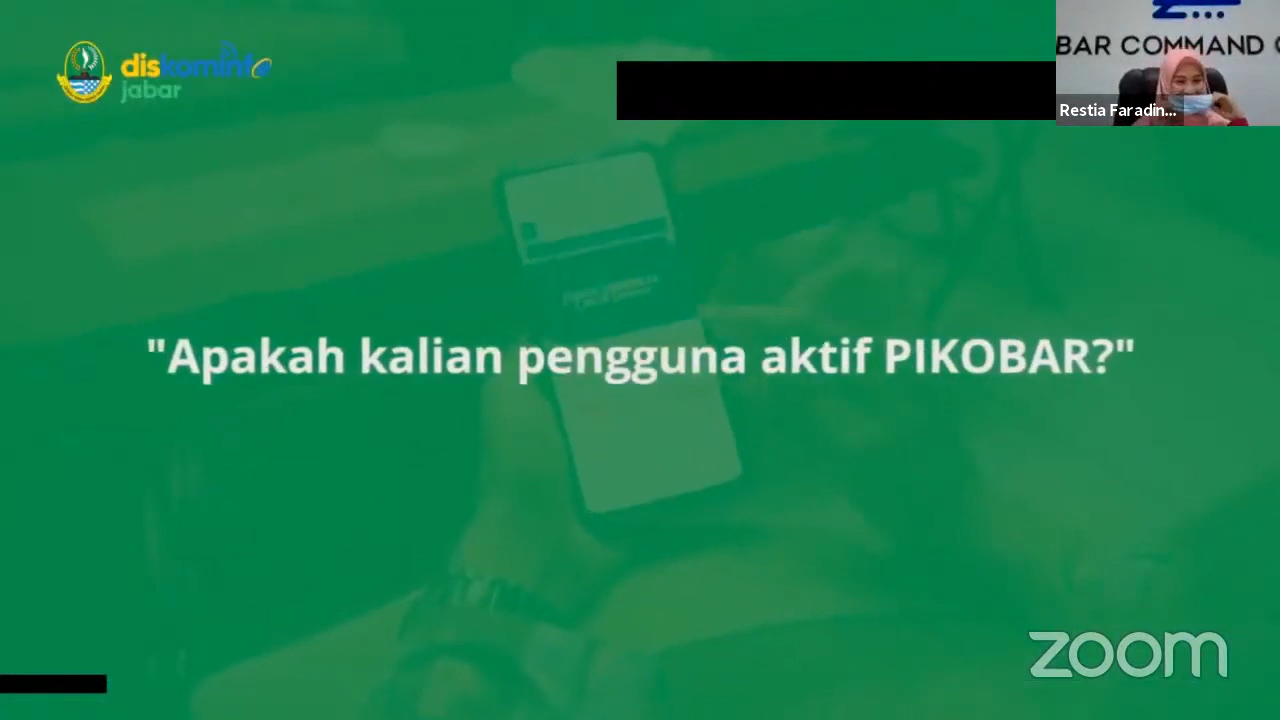 diskominfo
jabar
BAR COMMAND C
Restia Faradin...
"Apakah kalian pengguna aktif PIKOBAR?"
zoom